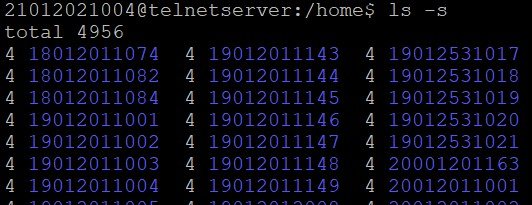 21012021004@telnetserver:/home$ ls -s
total 4956
4 18012011074 4 19012011143 4 19012531017
4 18012011082 4 19012011144 4 19012531018
4 18012011084 4 19012011145 4 19012531019
4 19012011001 4 19012011146 4 19012531020
4 19012011002 4 19012011147 4 19012531021
4 19012011003 4 19012011148 4 20001201163
4 19012011004 4 19012011149 4 20012011001